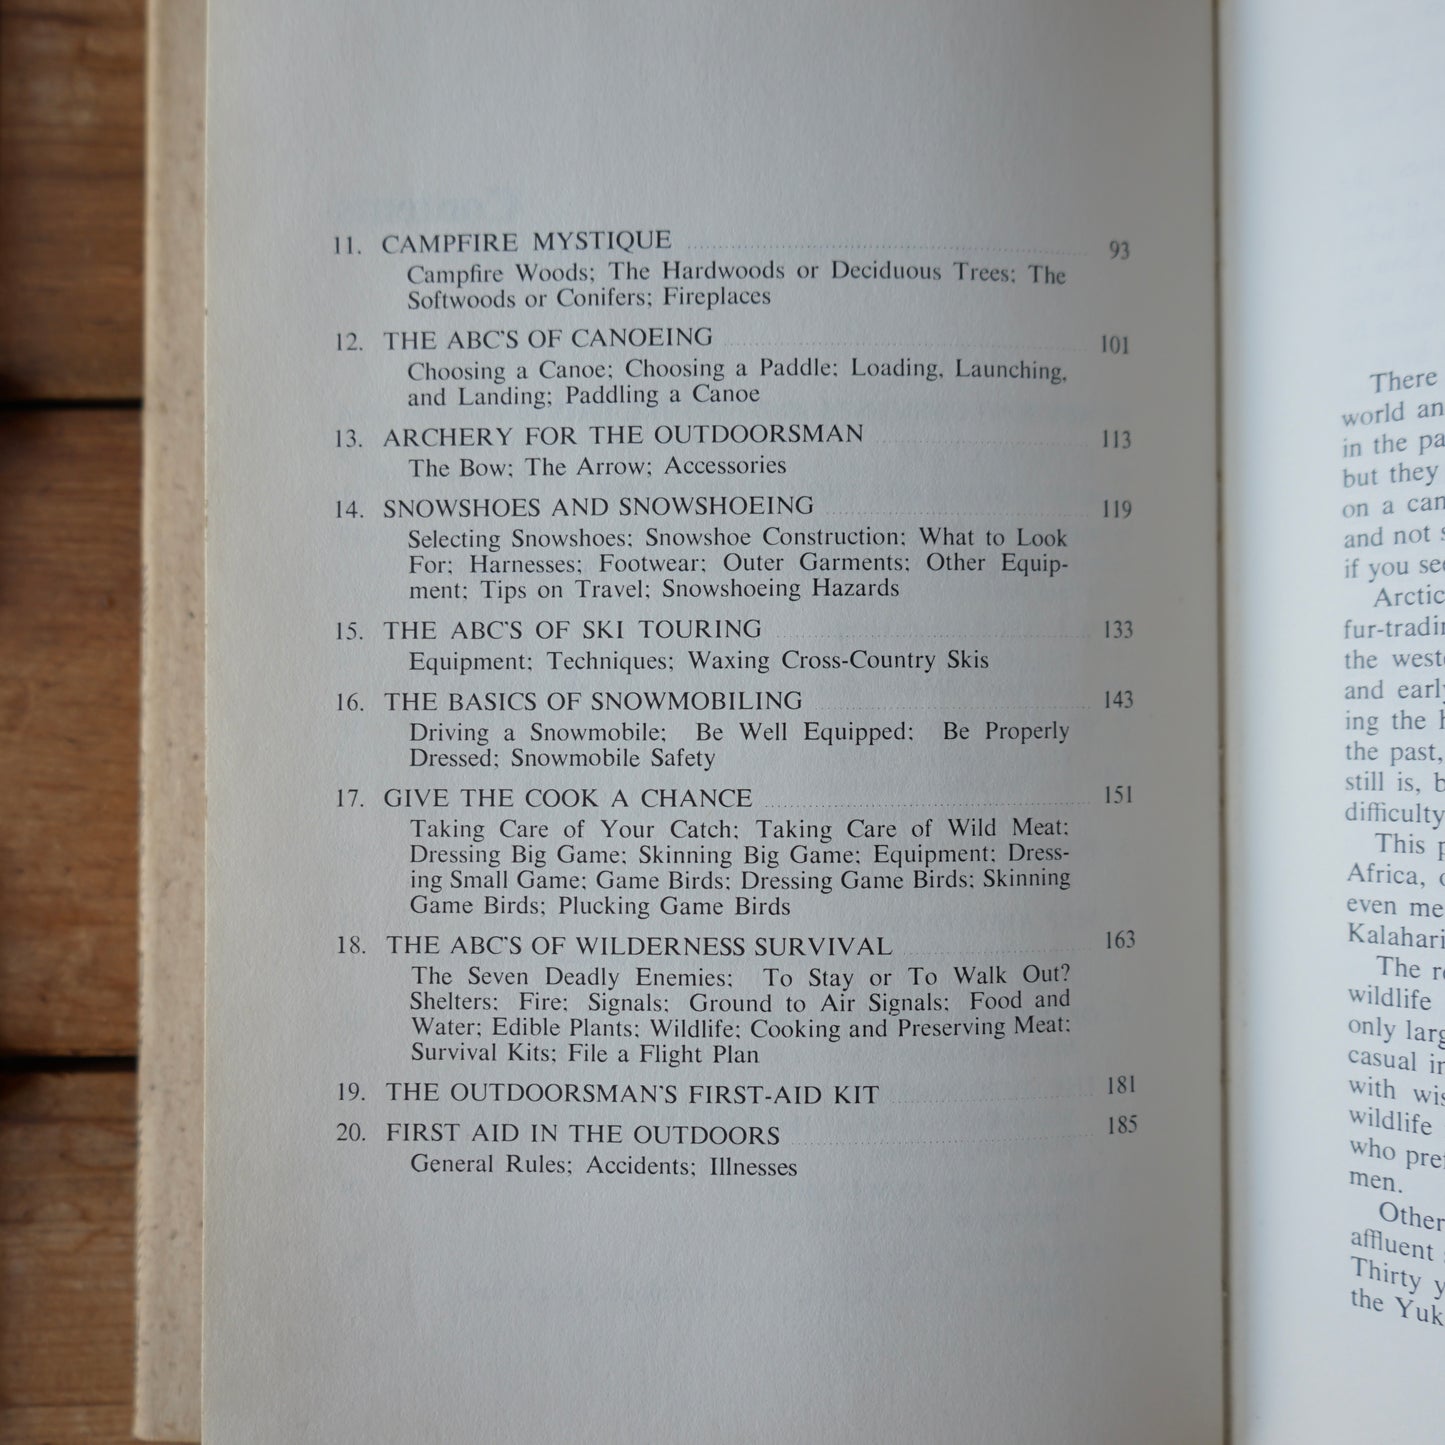 11. CAMPFIRE MYSTIQUE 93
Campfire Woods; The Hardwoods or Deciduous Trees; The
Softwoods or Conifers; Fireplaces
12. THE ABC'S OF CANOEING 101
Choosing a Canoe; Choosing a Paddle; Loading, Launching,
and Landing; Paddling a Canoe
13. ARCHERY FOR THE OUTDOORSMAN 113
The Bow; The Arrow; Accessories
14. SNOWSHOES AND SNOWSHOEING 119
Selecting Snowshoes; Snowshoe Construction; What to Look
For; Harnesses; Footwear; Outer Garments; Other Equip-
ment; Tips on Travel; Snowshoeing Hazards
15. THE ABC'S OF SKI TOURING 133
Equipment; Techniques; Waxing Cross-Country Skis
16. THE BASICS OF SNOWMOBILING 143
Driving a Snowmobile; Be Well Equipped; Be Properly
Dressed; Snowmobile Safety
17. GIVE THE COOK A CHANCE 151
Taking Care of Your Catch; Taking Care of Wild Meat;
Dressing Big Game; Skinning Big Game; Equipment; Dress-
ing Small Game; Game Birds; Dressing Game Birds; Skinning
Game Birds; Plucking Game Birds
18. THE ABC'S OF WILDERNESS SURVIVAL 163
The Seven Deadly Enemies; To Stay or To Walk Out?
Shelters; Fire; Signals; Ground to Air Signals; Food and
Water; Edible Plants; Wildlife; Cooking and Preserving Meat;
Survival Kits; File a Flight Plan
19. THE OUTDOORSMAN'S FIRST-AID KIT 181
20. FIRST AID IN THE OUTDOORS 185
General Rules; Accidents; Illnesses
There
world an
in the pa
but they
on a can
and not
if you see
Arctic
fur-tradin
the weste
and early
ing the
the past,
still is,
difficulty
This
Africa,
even me
Kalahari
The re
wildlife
only larg
casual in
with wis
wildlife
who pref
men.
Other
affluent
Thirty y
the Yuk